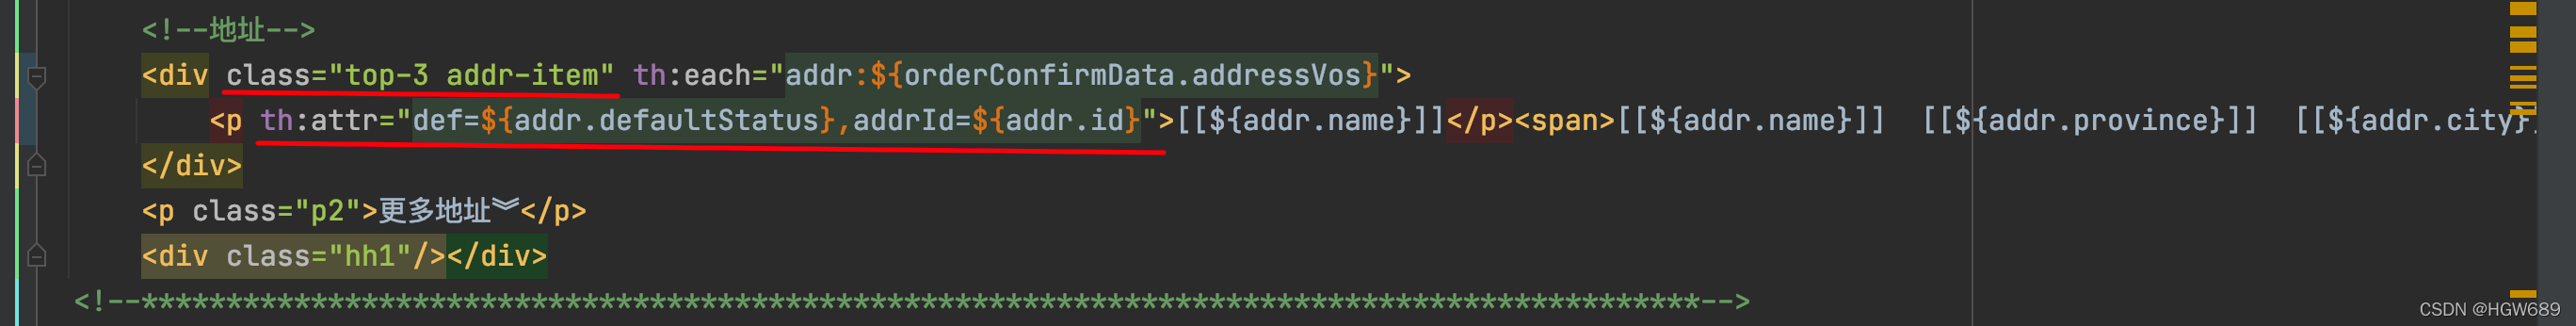 <!--地址-->
<div class="top-3 addr-item" th:each="addr:${orderConfirmData.addressVos}">
<p th:attr="def=${addr.defaultStatus},addrId=${addr.id}">[[${addr.name}]]</p><span>[[${addr.name}]]  [[${addr.province}]]  [[${addr.city}]
</div>
<p class="p2">更多地址︾</p>
<div class="hh1"/></div>
<!--*******************************************************************************************-->
CSDN @HGW689